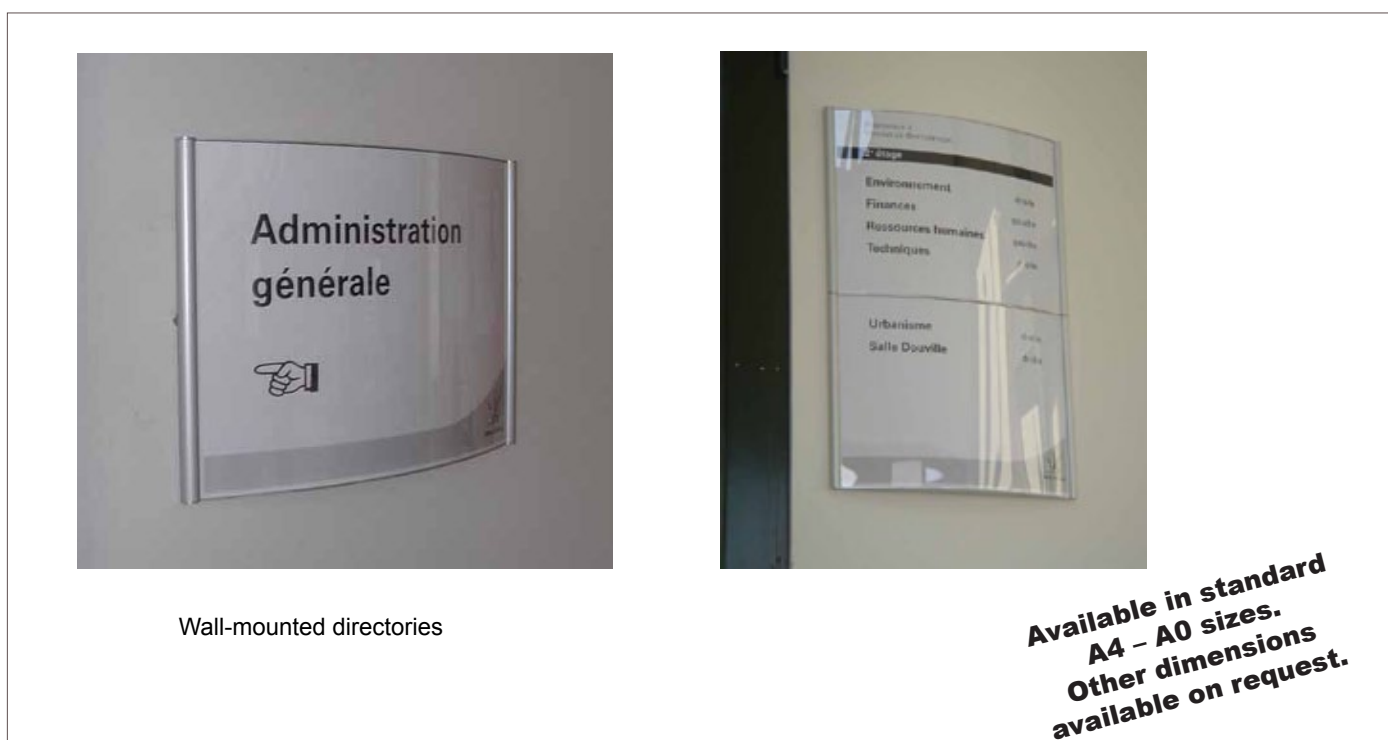 Administration
générale
étage
Environnement
Finances
Ressources humaines
Techniques
Urbanisme
Salle Douville
Wall-mounted directories
Available in standard
A4 – A0 sizes.
Other dimensions
available on request.